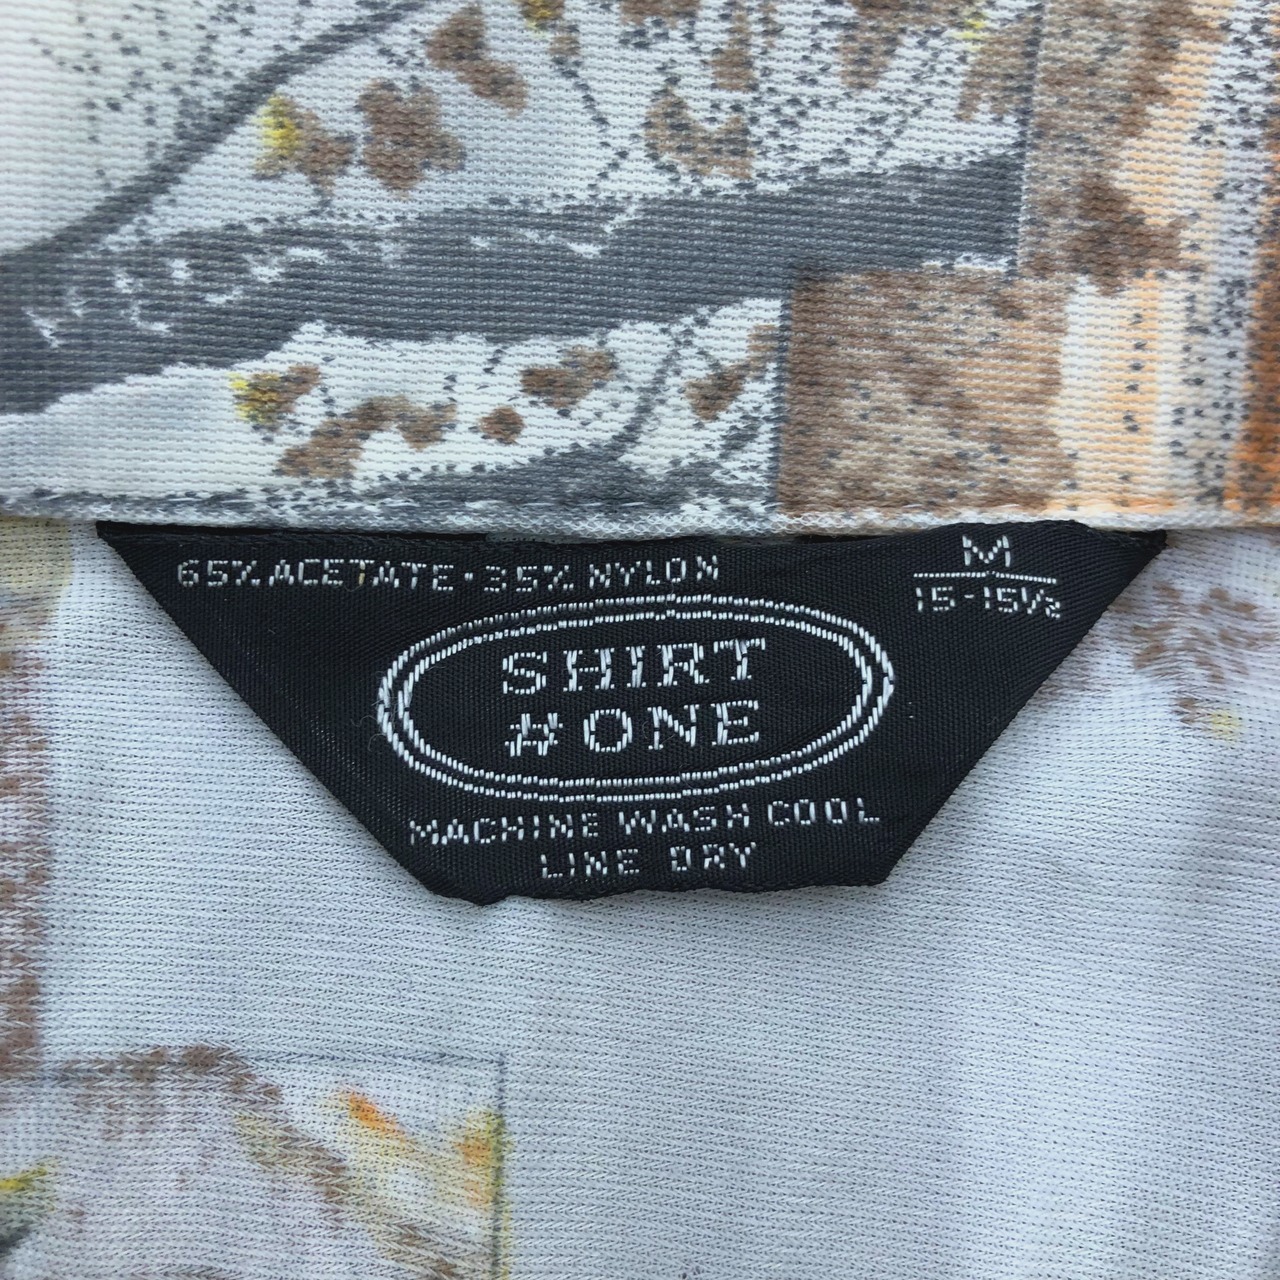 65% ACETATE · 35% NYLON
M
15-15½
SHIRT
#ONE
MACHINE WASH COOL
LINE DRY